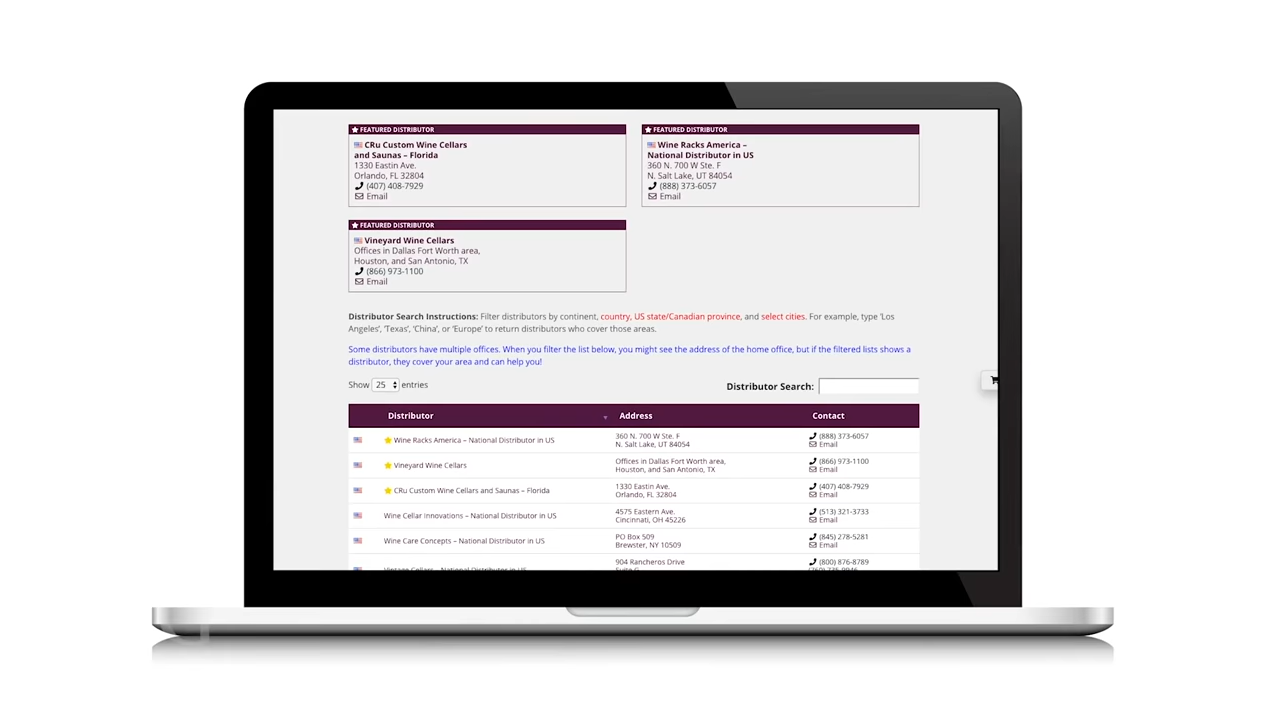 FEATURED DISTRIBUTOR
CRu Custom Wine Cellars
and Saunas – Florida
1330 Eastin Ave.
Orlando, FL 32804
(407) 408-7929
Email
FEATURED DISTRIBUTOR
Wine Racks America –
National Distributor in US
360 N. 700 W Ste. F
N. Salt Lake, UT 84054
(888) 373-6057
Email
FEATURED DISTRIBUTOR
Vineyard Wine Cellars
Offices in Dallas Fort Worth area,
Houston, and San Antonio, TX
(866) 973-1100
Email
Distributor Search Instructions: Filter distributors by continent, country, US state/Canadian province, and select cities. For example, type 'Los
Angeles', 'Texas', 'China', or 'Europe' to return distributors who cover those areas.
Some distributors have multiple offices. When you filter the list below, you might see the address of the home office, but if the filtered lists shows a
distributor, they cover your area and can help you!
Show 25 entries
Distributor Search:
Distributor Address Contact
Wine Racks America – National Distributor in US
360 N. 700 W Ste. F
N. Salt Lake, UT 84054
(888) 373-6057
Email
Vineyard Wine Cellars
Offices in Dallas Fort Worth area,
Houston, and San Antonio, TX
(866) 973-1100
Email
CRu Custom Wine Cellars and Saunas – Florida
1330 Eastin Ave.
Orlando, FL 32804
(407) 408-7929
Email
Wine Cellar Innovations – National Distributor in US
4575 Eastern Ave.
Cincinnati, OH 45226
(513) 321-3733
Email
Wine Care Concepts – National Distributor in US
PO Box 509
Brewster, NY 10509
(845) 278-5281
Email
Vintage Cellars – National Distributor in US
904 Rancheros Drive
(800) 876-8789